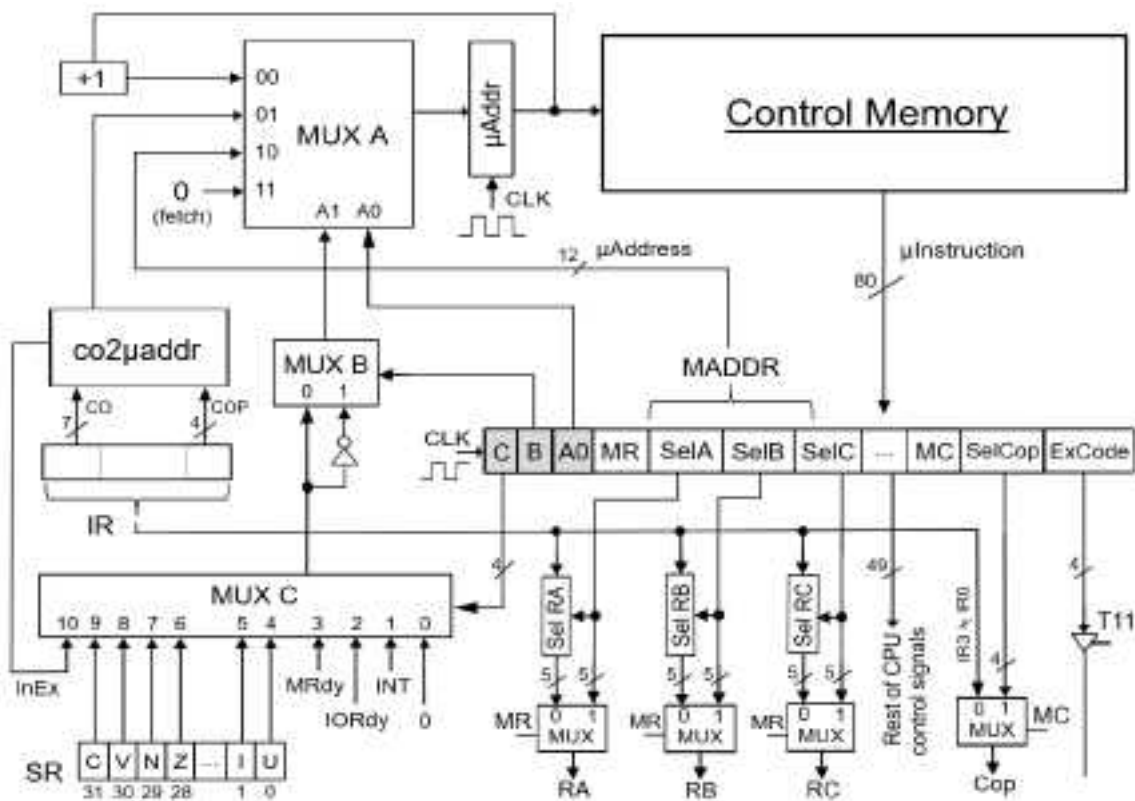 +1
00
01
10
11
MUX A
A1 A0
0
(fetch)
µAddr
CLK
Control Memory
12
µAddress
µInstruction
80
co2µaddr
7
CO
4
COP
IR
MUX B
0 1
MADDR
CLK
C B A0 MR SelA SelB SelC ... MC SelCop ExCode
4
MUX C
10 9 8 7 6 5 4 3 2 1 0
InEx
MRdy
IORdy
INT
0
SR
C V N Z ... I U
31 30 29 28 1 0
Sel RA
Sel RB
Sel RC
5 5
5 5
5 5
MR
0 1
MUX
RA
MR
0 1
MUX
RB
MR
0 1
MUX
RC
49
Rest of CPU
control signals
IR3 ÷ IR0
4
0 1
MUX
MC
Cop
4
T11